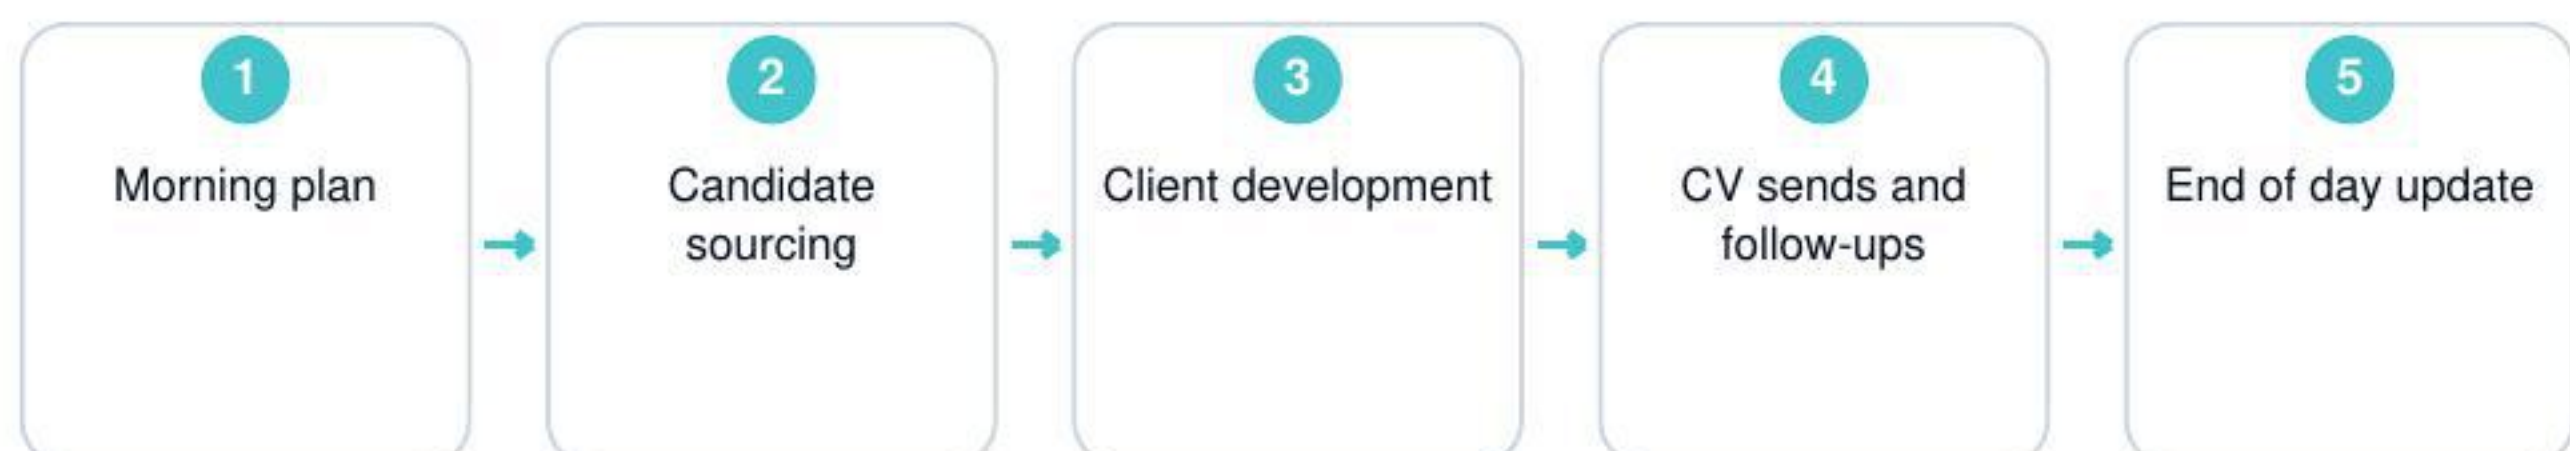 1
Morning plan
2
Candidate
sourcing
3
Client development
4
CV sends and
follow-ups
5
End of day update